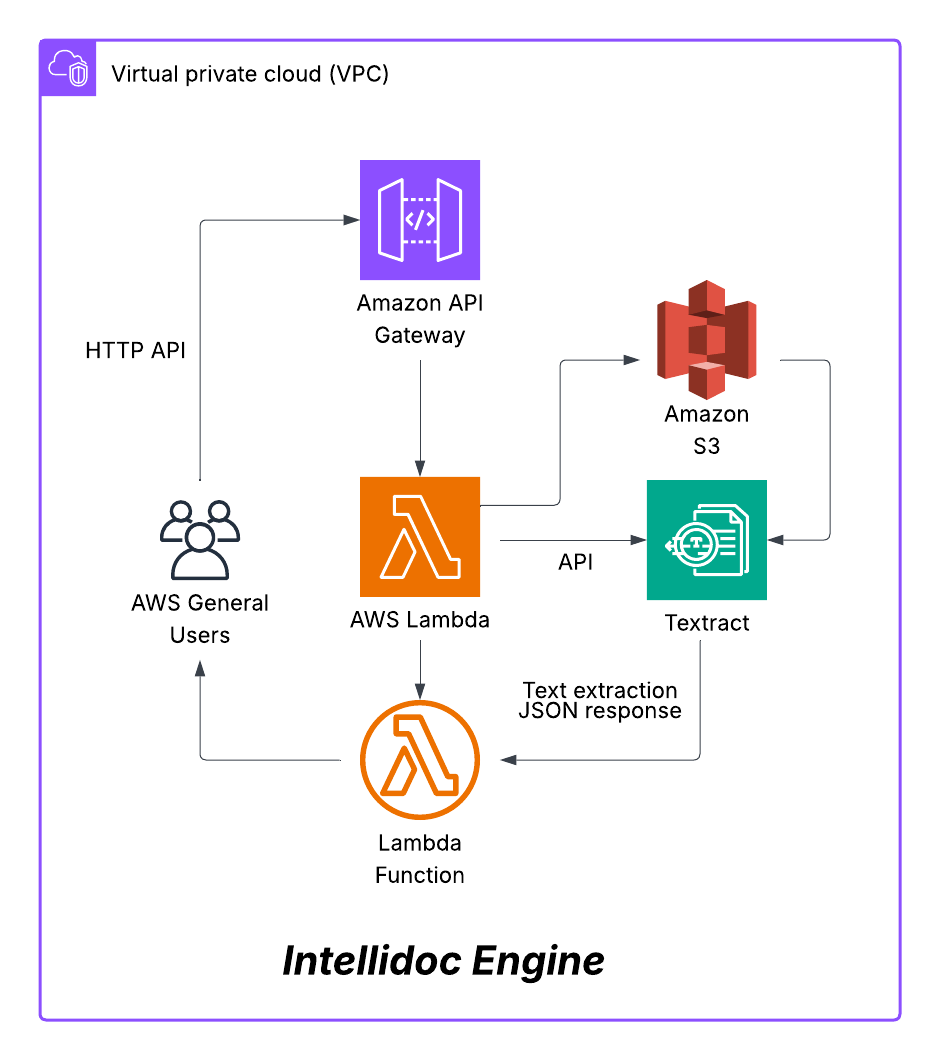 Virtual private cloud (VPC)
Amazon API
Gateway
HTTP API
Amazon
S3
AWS General
Users
AWS Lambda
API
Textract
Text extraction
JSON response
Lambda
Function
Intellidoc Engine